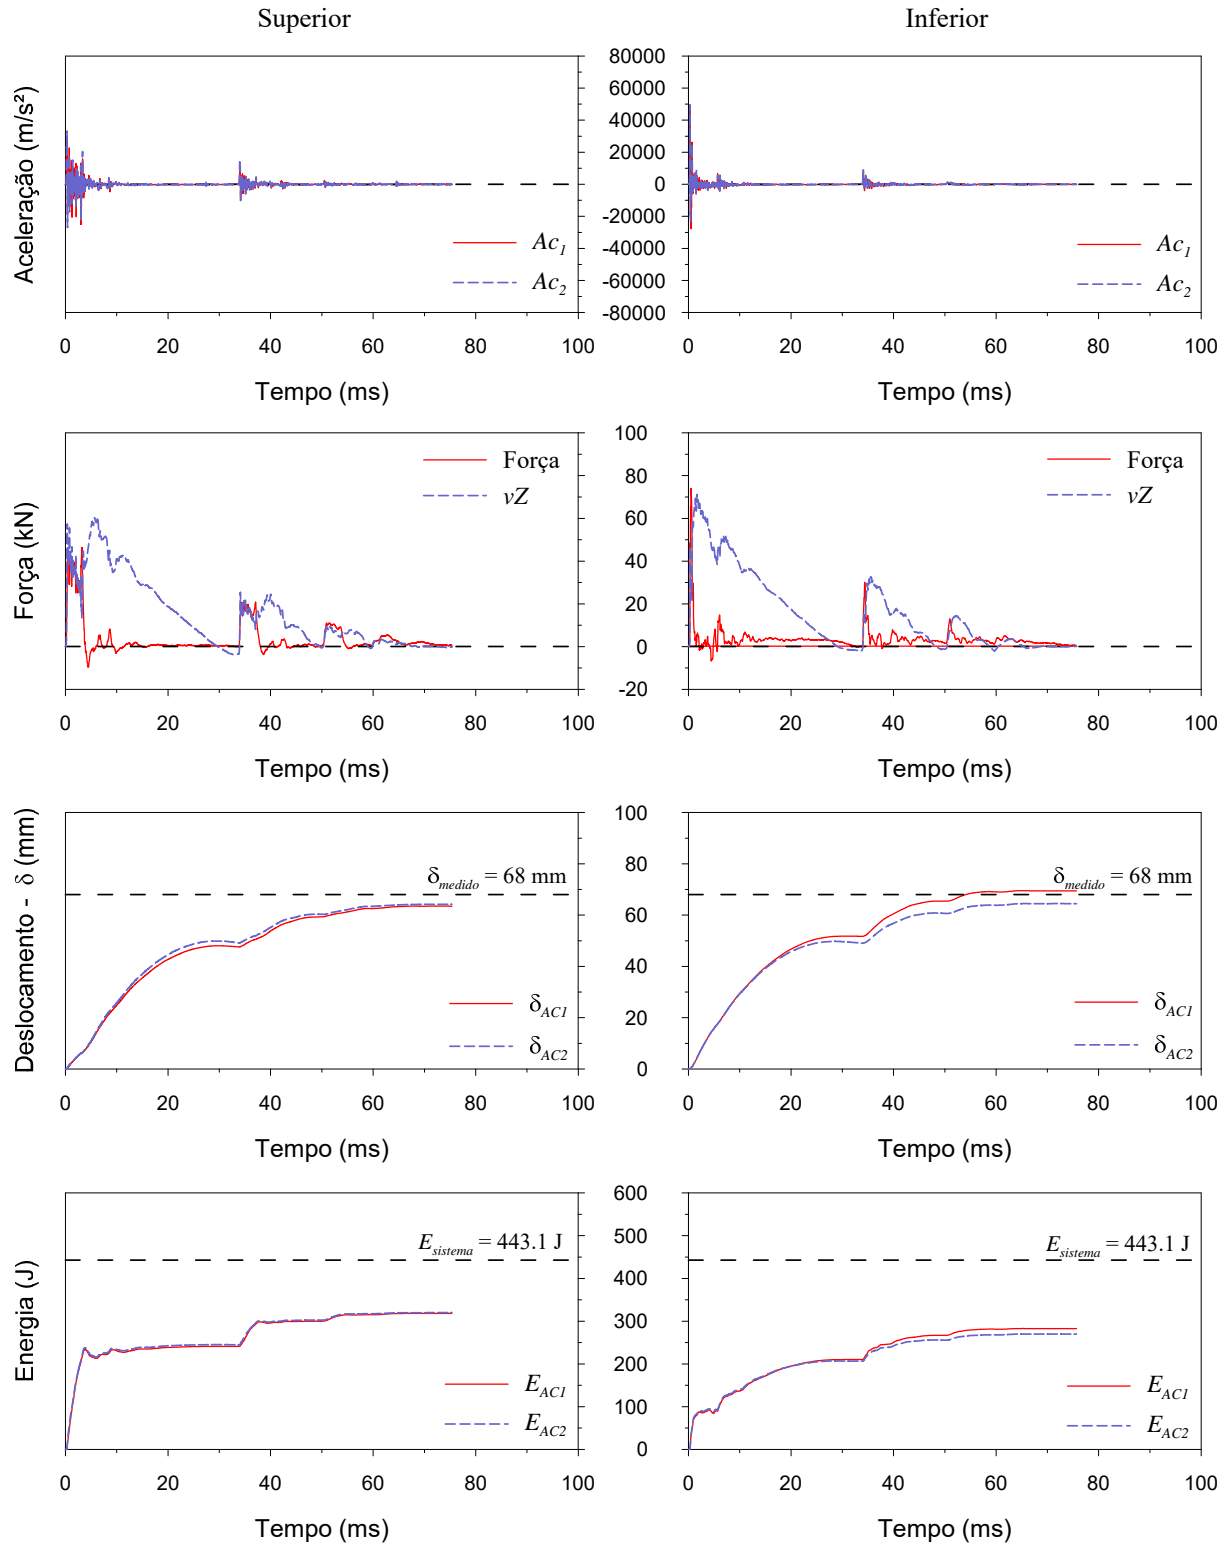 Superior Inferior
Aceleração (m/s²)
80000
60000
40000
20000
0
-20000
-40000
-60000
-80000
Ac1 Ac1
Ac2 Ac2
0 20 40 60 80 100 0 20 40 60 80 100
Tempo (ms) Tempo (ms)
Força (kN)
100
80
60
40
20
0
-20
Força Força
vZ vZ
0 20 40 60 80 100 0 20 40 60 80 100
Tempo (ms) Tempo (ms)
Deslocamento - δ (mm)
100
80
60
40
20
0
δmedido = 68 mm δmedido = 68 mm
δAC1 δAC1
δAC2 δAC2
0 20 40 60 80 100 0 20 40 60 80 100
Tempo (ms) Tempo (ms)
Energia (J)
600
500
400
300
200
100
0
Esistema = 443.1 J Esistema = 443.1 J
EAC1 EAC1
EAC2 EAC2
0 20 40 60 80 100 0 20 40 60 80 100
Tempo (ms) Tempo (ms)